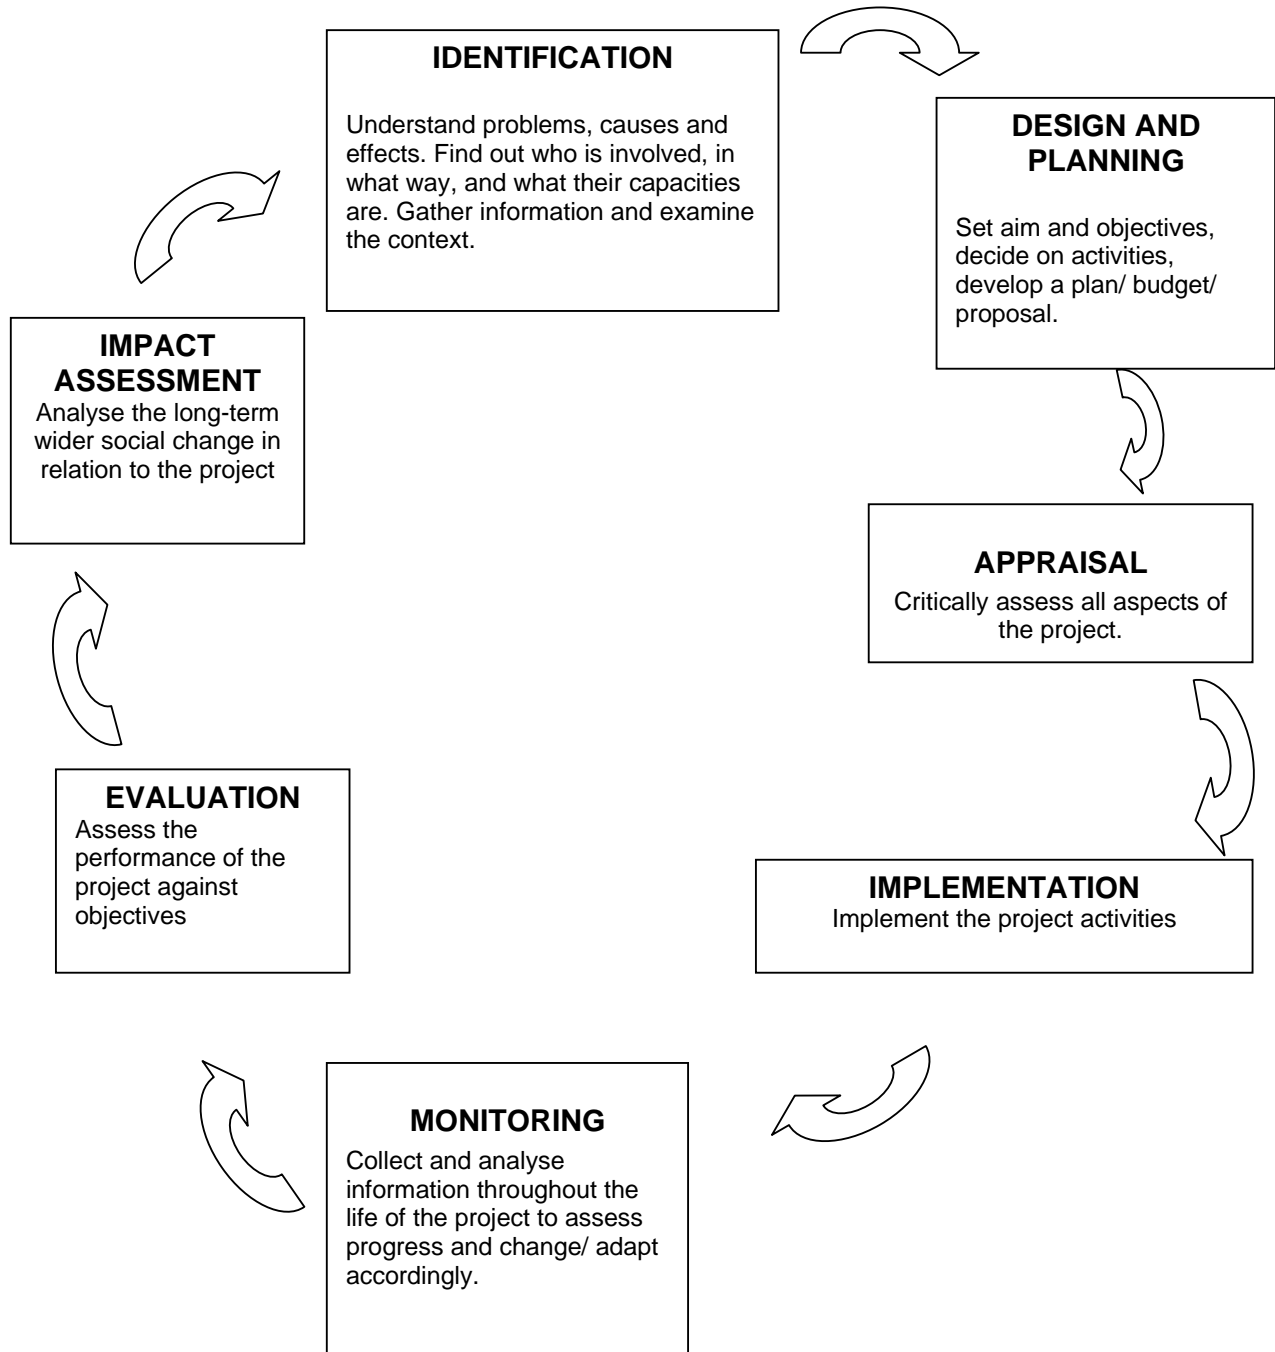 IDENTIFICATION
Understand problems, causes and
effects. Find out who is involved, in
what way, and what their capacities
are. Gather information and examine
the context.
DESIGN AND
PLANNING
Set aim and objectives,
decide on activities,
develop a plan/ budget/
proposal.
APPRAISAL
Critically assess all aspects of
the project.
IMPLEMENTATION
Implement the project activities
MONITORING
Collect and analyse
information throughout the
life of the project to assess
progress and change/ adapt
accordingly.
EVALUATION
Assess the
performance of the
project against
objectives
IMPACT
ASSESSMENT
Analyse the long-term
wider social change in
relation to the project